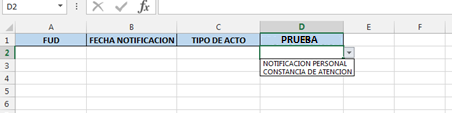 D2
fx
A B C D E F
1 FUD FECHA NOTIFICACION TIPO DE ACTO PRUEBA
2
NOTIFICACION PERSONAL
3
CONSTANCIA DE ATENCION
4
5
6